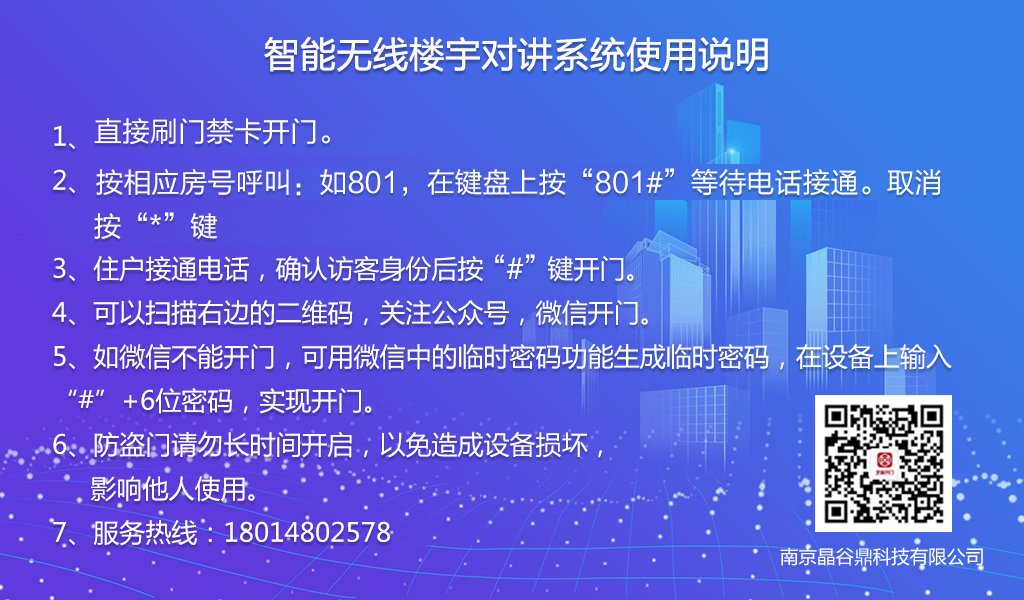 智能无线楼宇对讲系统使用说明
1、直接刷门禁卡开门。
2、按相应房号呼叫：如801，在键盘上按“801#”等待电话接通。取消
按“*”键
3、住户接通电话，确认访客身份后按“#”键开门。
4、可以扫描右边的二维码，关注公众号，微信开门。
5、如微信不能开门，可用微信中的临时密码功能生成临时密码，在设备上输入
“#”+6位密码，实现开门。
6、防盗门请勿长时间开启，以免造成设备损坏，
影响他人使用。
7、服务热线：18014802578
南京晶谷鼎科技有限公司